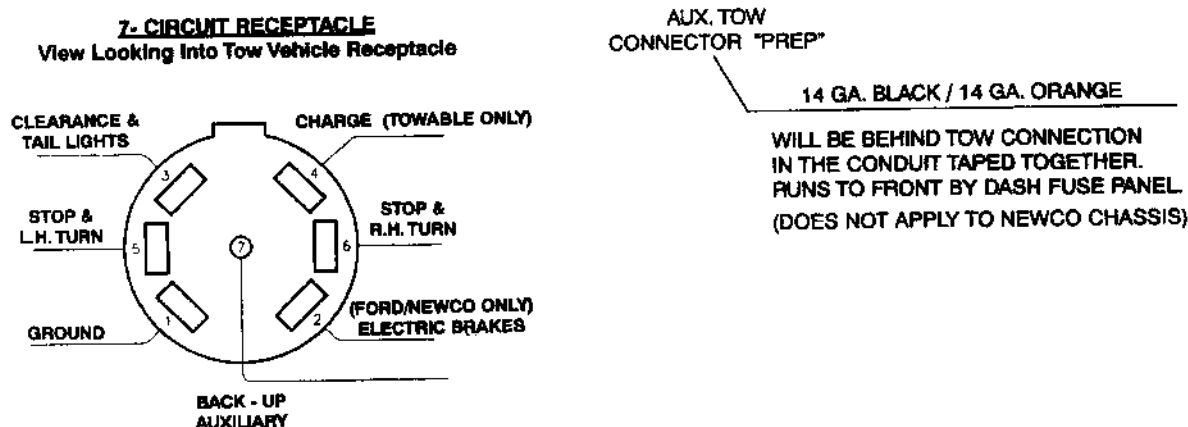 7- CIRCUIT RECEPTACLE
View Looking Into Tow Vehicle Receptacle
CLEARANCE &
TAIL LIGHTS
CHARGE (TOWABLE ONLY)
3
4
STOP &
L.H. TURN
STOP &
R.H. TURN
5
7
6
GROUND
1
2
(FORD/NEWCO ONLY)
ELECTRIC BRAKES
BACK - UP
AUXILIARY
AUX. TOW
CONNECTOR "PREP"
14 GA. BLACK / 14 GA. ORANGE
WILL BE BEHIND TOW CONNECTION
IN THE CONDUIT TAPED TOGETHER.
RUNS TO FRONT BY DASH FUSE PANEL.
(DOES NOT APPLY TO NEWCO CHASSIS)